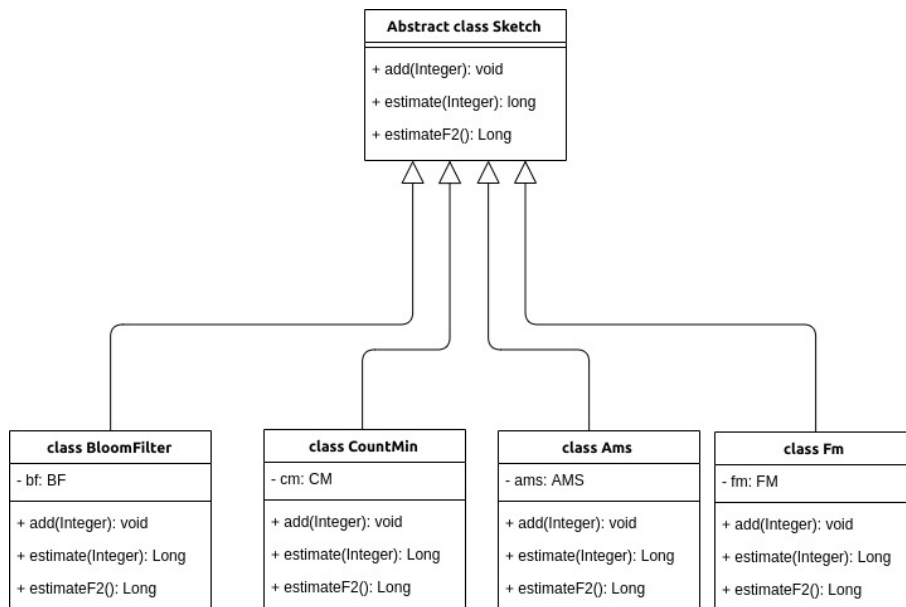 Abstract class Sketch
+ add(Integer): void
+ estimate(Integer): long
+ estimateF2(): Long
class BloomFilter
- bf: BF
+ add(Integer): void
+ estimate(Integer): Long
+ estimateF2(): Long
class CountMin
- cm: CM
+ add(Integer): void
+ estimate(Integer): Long
+ estimateF2(): Long
class Ams
- ams: AMS
+ add(Integer): void
+ estimate(Integer): Long
+ estimateF2(): Long
class Fm
- fm: FM
+ add(Integer): void
+ estimate(Integer): Long
+ estimateF2(): Long